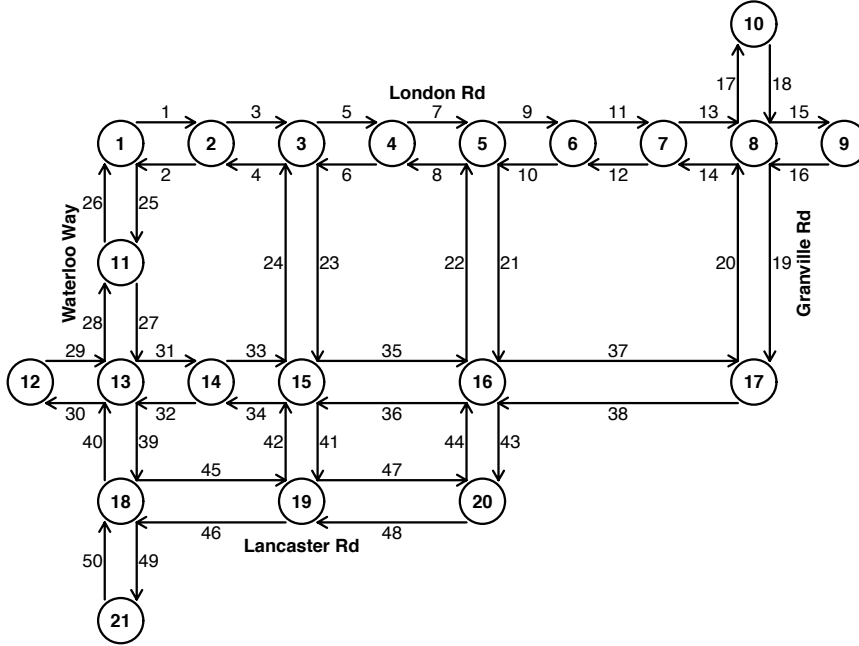 10
17 18
London Rd
1 3 5 7 9 11 13 15
1 2 3 4 5 6 7 8 9
2 4 6 8 10 12 14 16
26 25
Waterloo Way
11
24 23 22 21 20 19
Granville Rd
28 27
29 31 33 35 37
12 13 14 15 16 17
30 32 34 36 38
40 39 42 41 44 43
45 47
18 19 20
46 48
Lancaster Rd
50 49
21